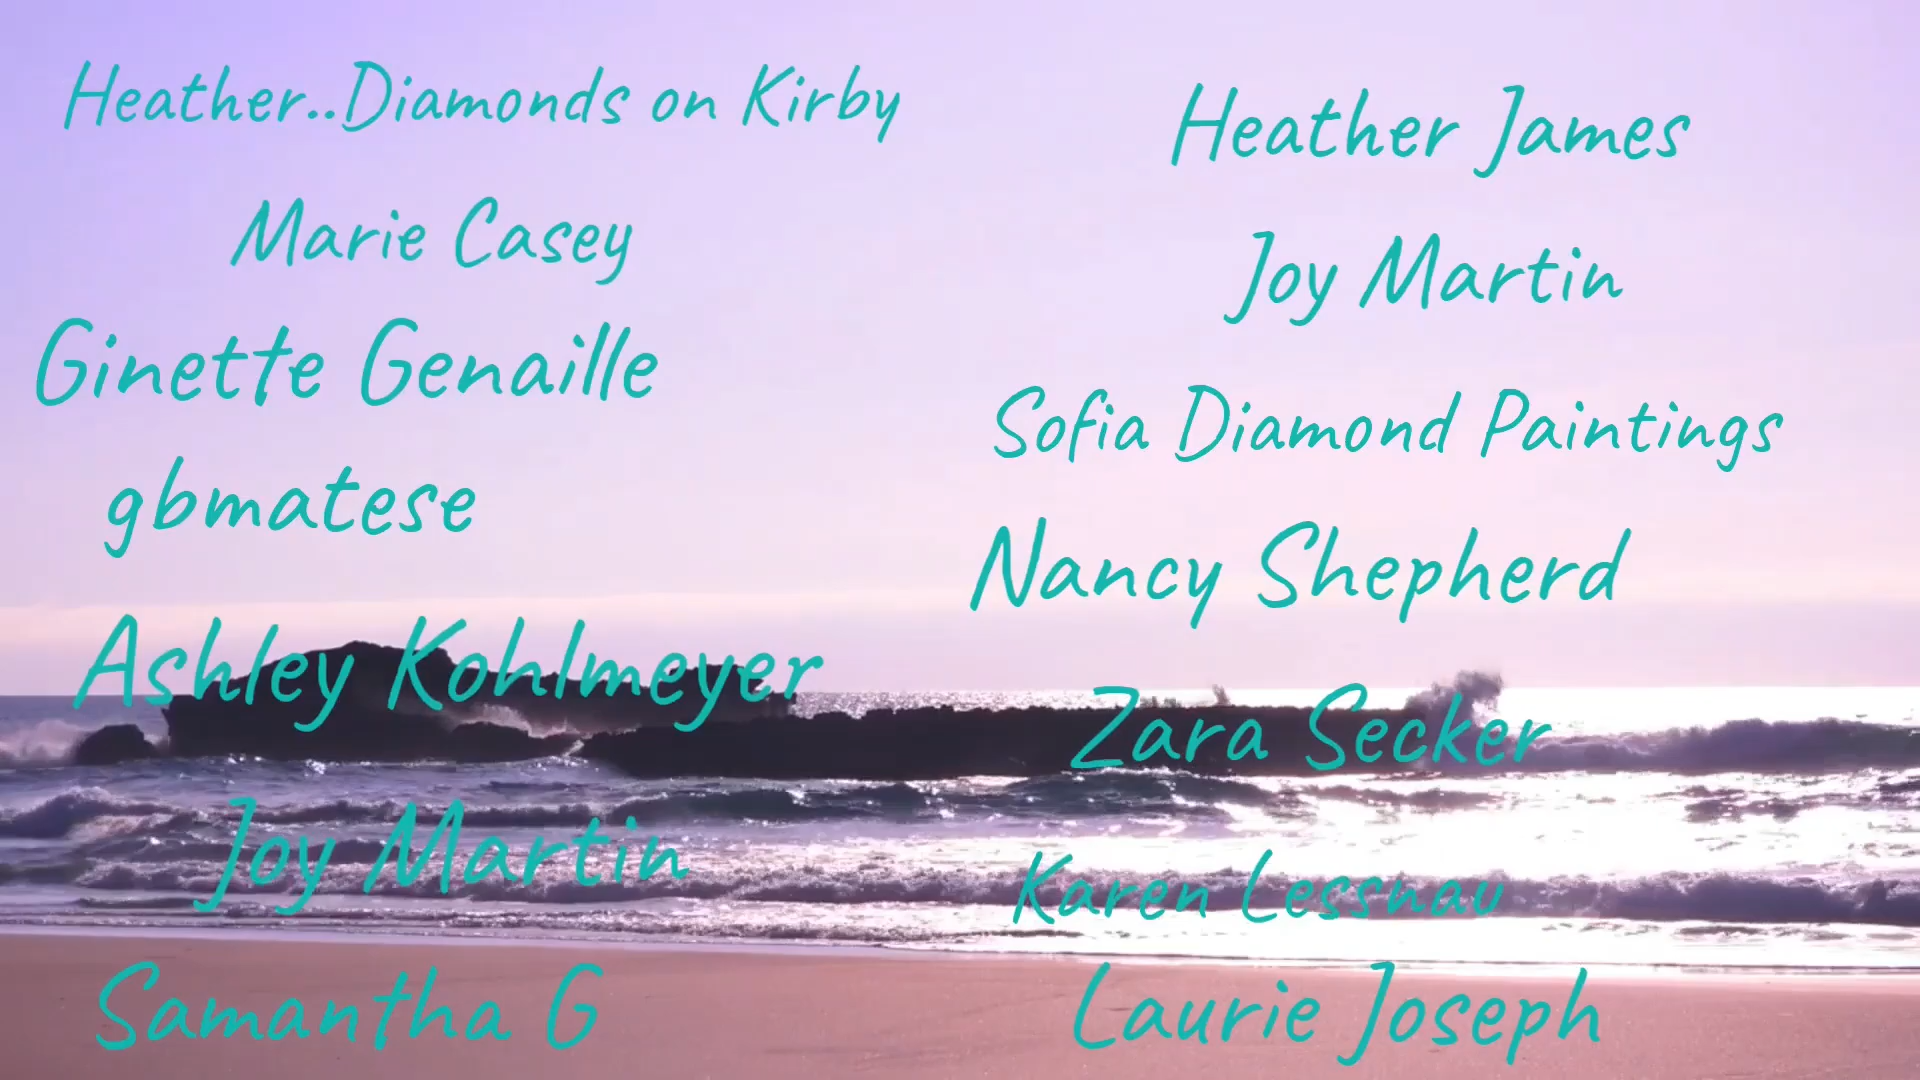 Heather..Diamonds on Kirby
Marie Casey
Ginette Genaille
gbmatese
Ashley Kohlmeyer
Joy Martin
Samantha G
Heather James
Joy Martin
Sofia Diamond Paintings
Nancy Shepherd
Zara Secker
Karen Lessnau
Laurie Joseph